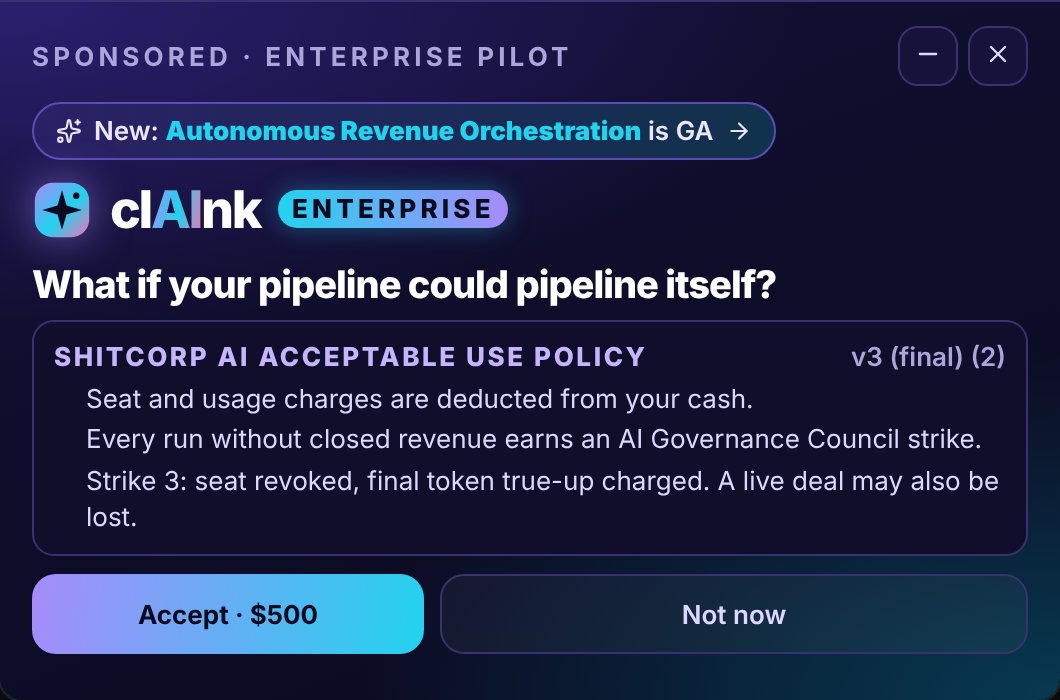 SPONSORED · ENTERPRISE PILOT
New: Autonomous Revenue Orchestration is GA →
clAInk ENTERPRISE
What if your pipeline could pipeline itself?
SHITCORP AI ACCEPTABLE USE POLICY v3 (final) (2)
Seat and usage charges are deducted from your cash.
Every run without closed revenue earns an AI Governance Council strike.
Strike 3: seat revoked, final token true-up charged. A live deal may also be
lost.
Accept · $500 Not now